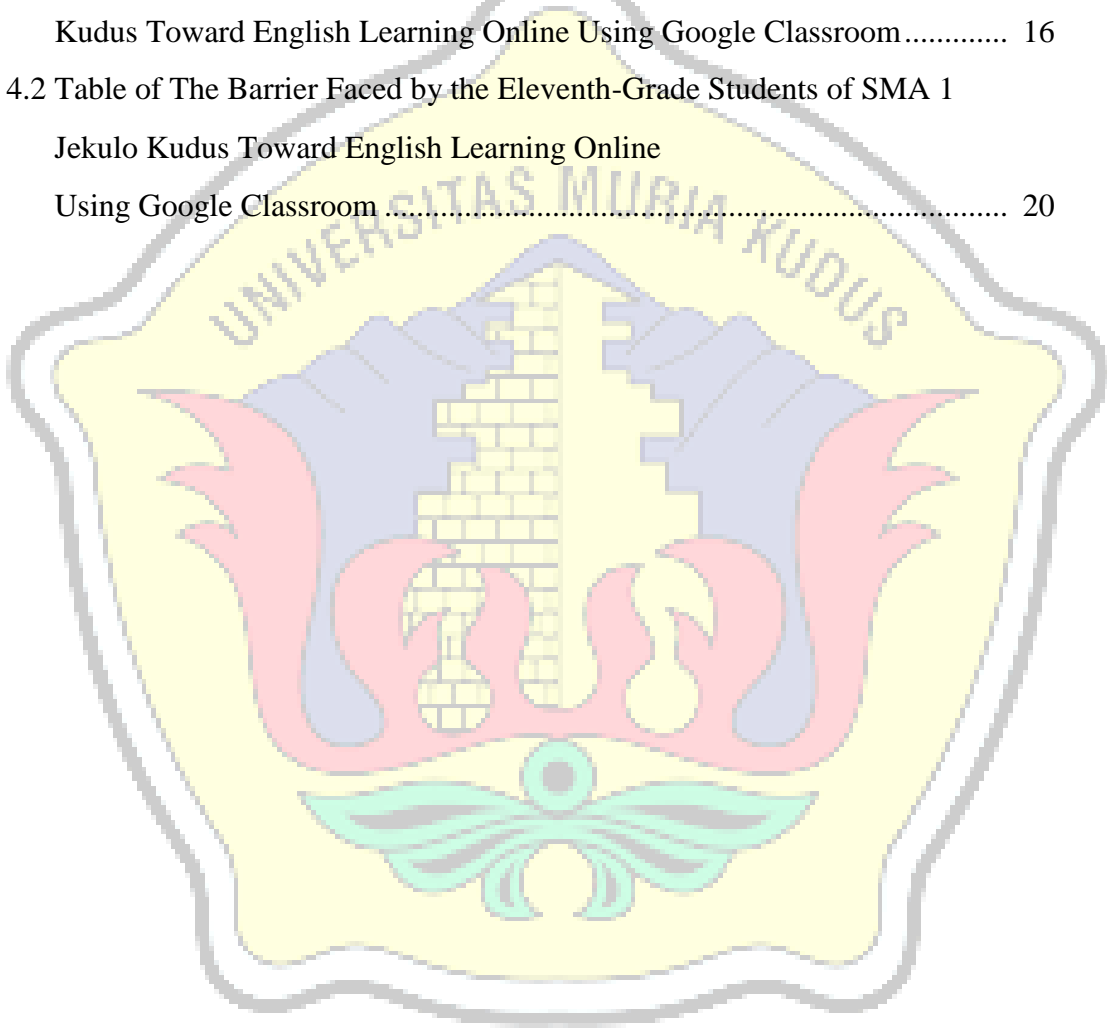 Kudus Toward English Learning Online Using Google Classroom............. 16
4.2 Table of The Barrier Faced by the Eleventh-Grade Students of SMA 1
Jekulo Kudus Toward English Learning Online
Using Google Classroom ............................................................................... 20
UNIVERSITAS MURIA KUDUS